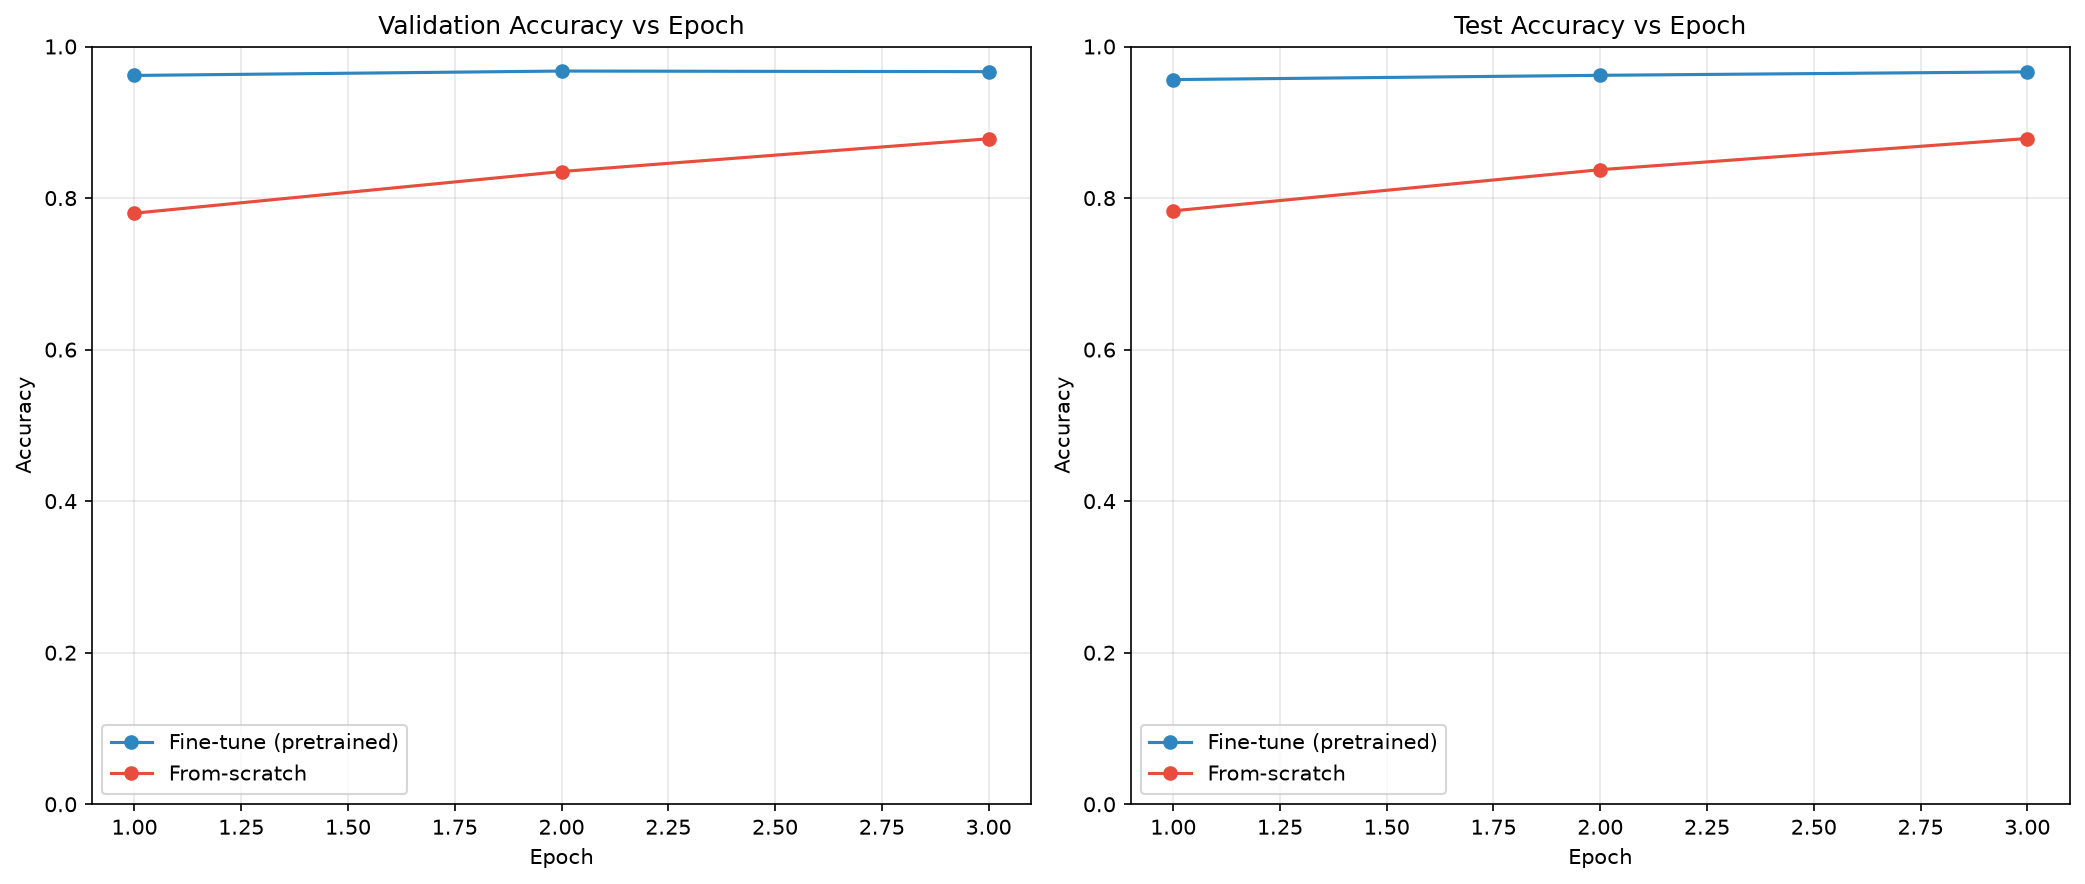 Validation Accuracy vs Epoch
1.0
0.8
0.6
0.4
0.2
0.0
Accuracy
Fine-tune (pretrained)
From-scratch
1.00 1.25 1.50 1.75 2.00 2.25 2.50 2.75 3.00
Epoch
Test Accuracy vs Epoch
1.0
0.8
0.6
0.4
0.2
0.0
Accuracy
Fine-tune (pretrained)
From-scratch
1.00 1.25 1.50 1.75 2.00 2.25 2.50 2.75 3.00
Epoch